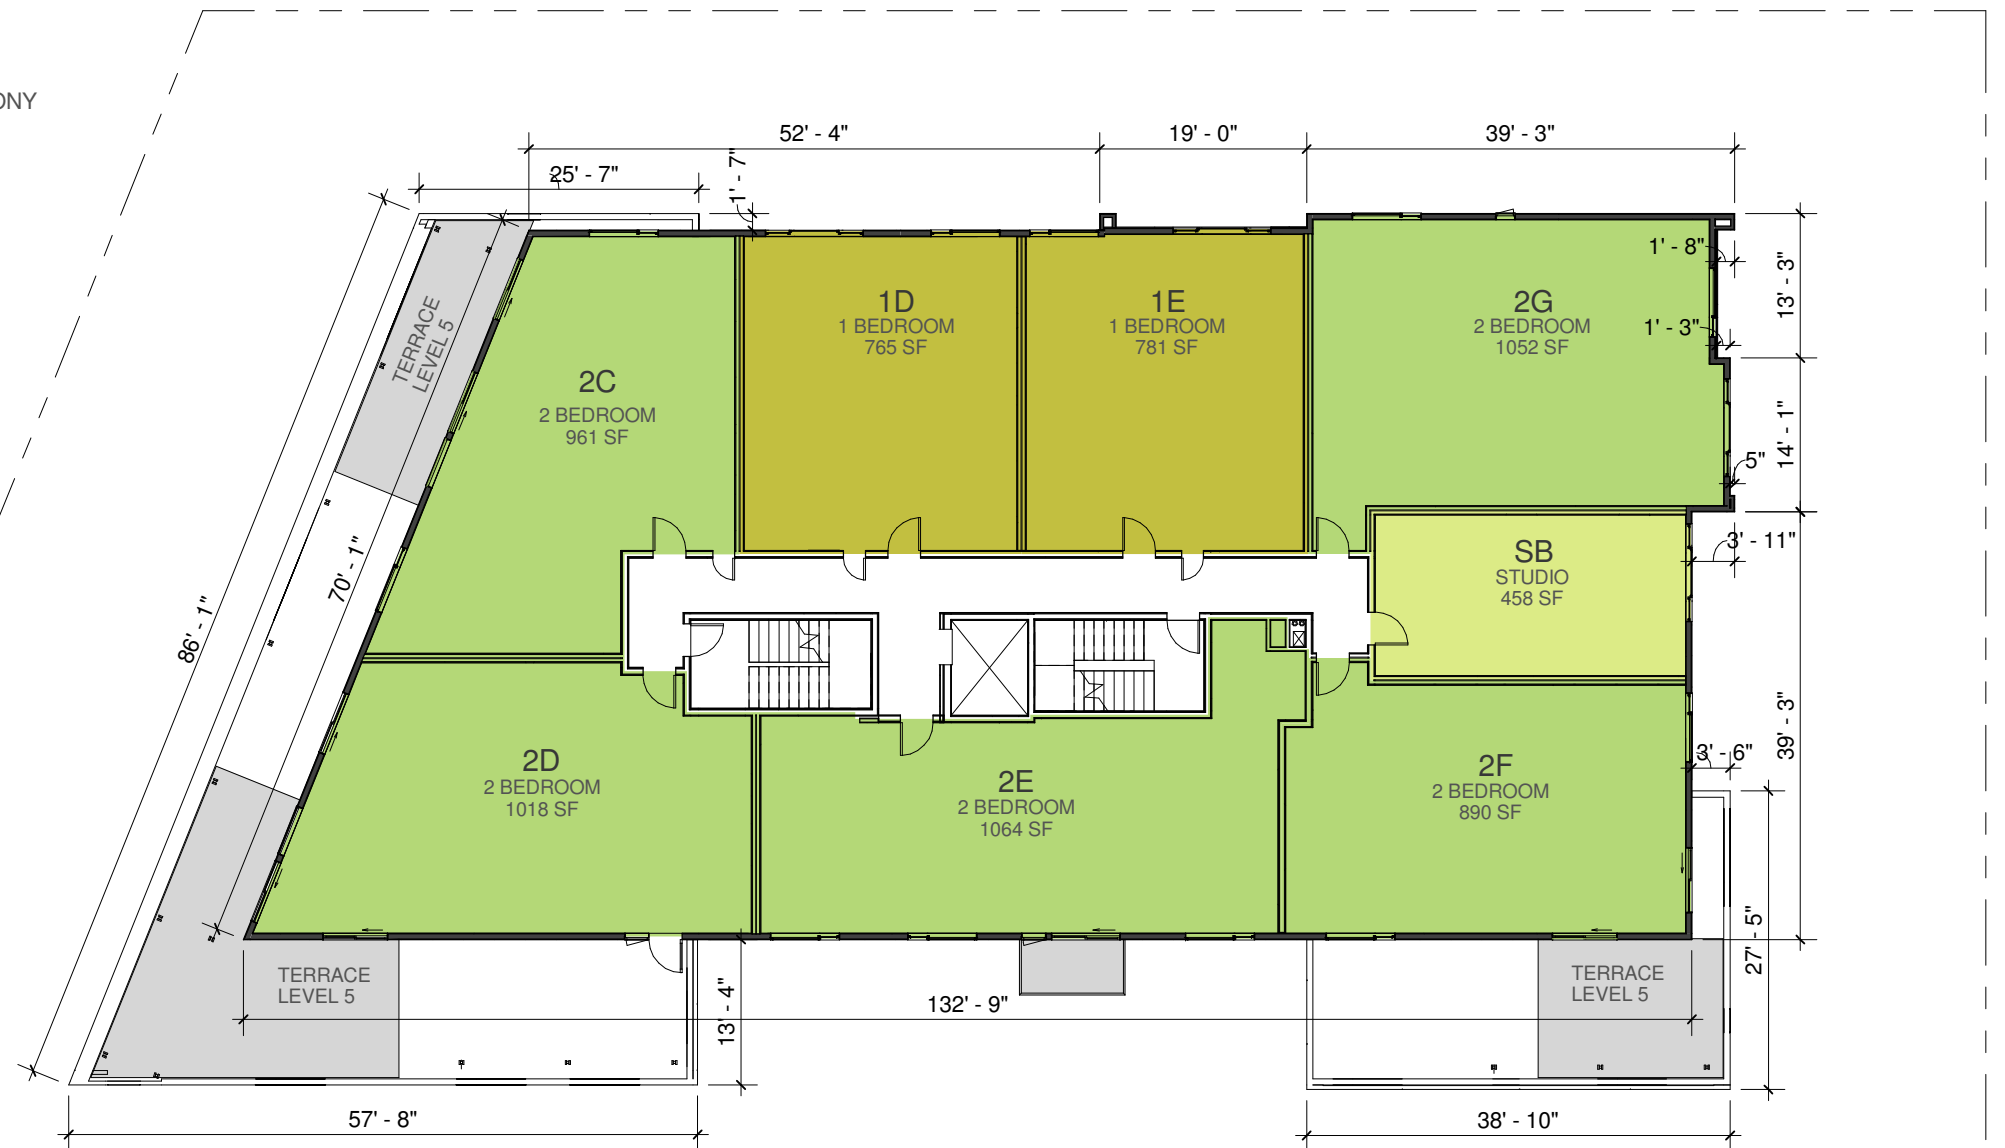 ONY
52' - 4"
19' - 0"
39' - 3"
25' - 7"
1' - 7"
1' - 8"
13' - 3"
1' - 3"
14' - 1"
5"
3' - 11"
39' - 3"
3' - 6"
27' - 5"
86' - 1"
70' - 1"
TERRACE
LEVEL 5
2C
2 BEDROOM
961 SF
1D
1 BEDROOM
765 SF
1E
1 BEDROOM
781 SF
2G
2 BEDROOM
1052 SF
SB
STUDIO
458 SF
2D
2 BEDROOM
1018 SF
2E
2 BEDROOM
1064 SF
2F
2 BEDROOM
890 SF
TERRACE
LEVEL 5
TERRACE
LEVEL 5
13' - 4"
132' - 9"
57' - 8"
38' - 10"